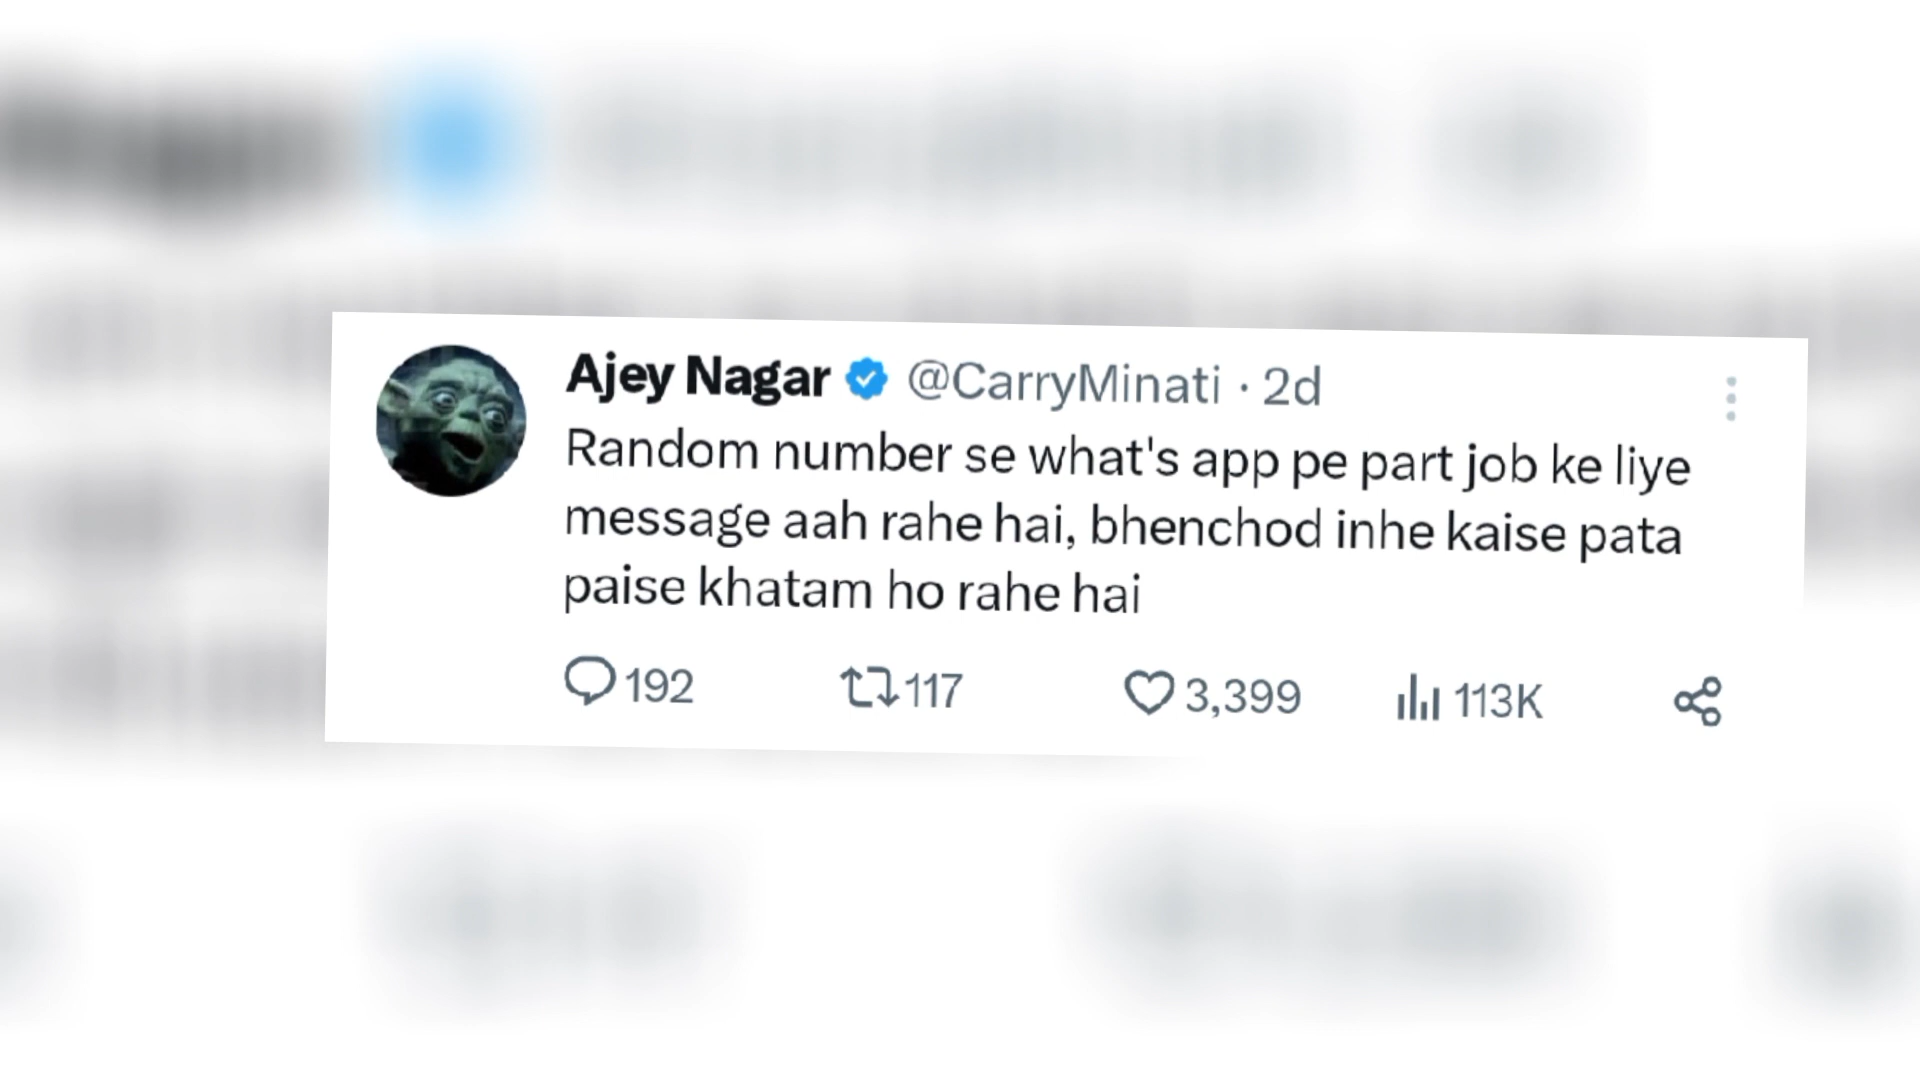 Ajey Nagar @CarryMinati · 2d
Random number se what's app pe part job ke liye
message aah rahe hai, bhenchod inhe kaise pata
paise khatam ho rahe hai
192 117 3,399 113K